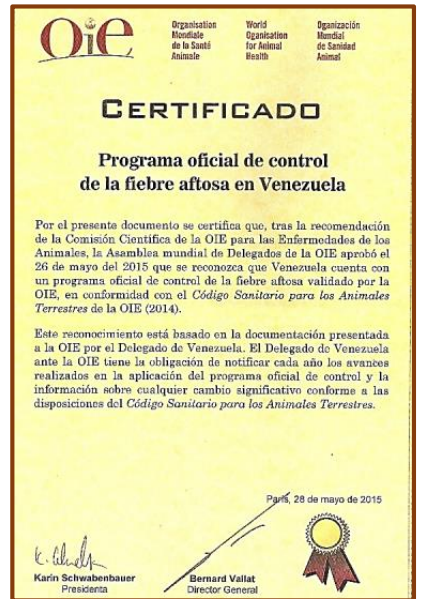 Oie
Organisation
Mondiale
de la Santé
Animale
World
Oganisation
for Animal
Health
Oganización
Mundial
de Sanidad
Animal
CERTIFICADO
Programa oficial de control
de la fiebre aftosa en Venezuela
Por el presente documento se certifica que, tras la recomendación
de la Comisión Científica de la OIE para las Enfermedades de los
Animales, la Asamblea mundial de Delegados de la OIE aprobó el
26 de mayo del 2015 que se reconozca que Venezuela cuenta con
un programa oficial de control de la fiebre aftosa validado por la
OIE, en conformidad con el Código Sanitario para los Animales
Terrestres de la OIE (2014).
Este reconocimiento está basado en la documentación presentada
a la OIE por el Delegado de Venezuela. El Delegado de Venezuela
ante la OIE tiene la obligación de notificar cada año los avances
realizados en la aplicación del programa oficial de control y la
información sobre cualquier cambio significativo conforme a las
disposiciones del Código Sanitario para los Animales Terrestres.
París, 28 de mayo de 2015
Karin Schwabenbauer
Presidenta
Bernard Vallat
Director General